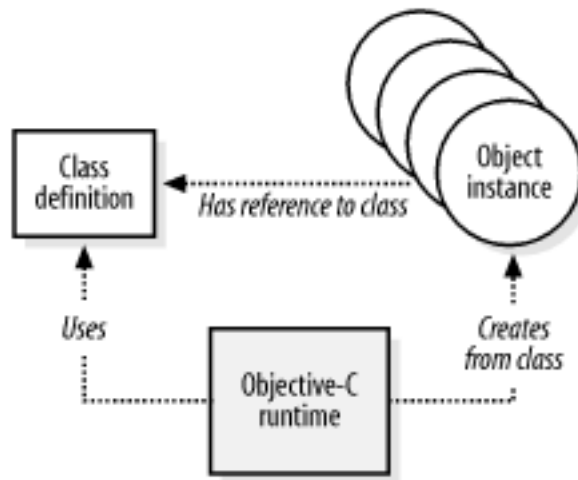 Class
definition
Object
instance
Has reference to class
Uses
Creates
from class
Objective-C
runtime